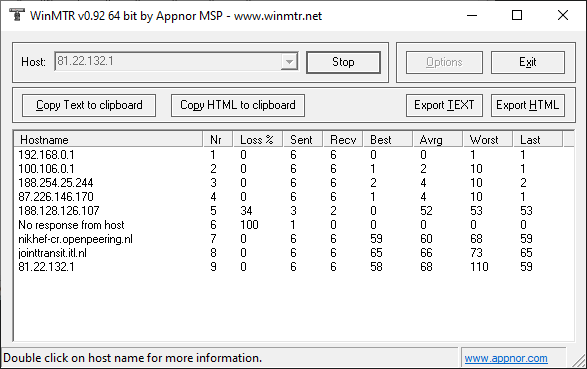 WinMTR v0.92 64 bit by Appnor MSP - www.winmtr.net
Host: 81.22.132.1 Stop Options Exit
Copy Text to clipboard Copy HTML to clipboard Export TEXT Export HTML
Hostname Nr Loss % Sent Recv Best Avrg Worst Last
192.168.0.1 1 0 6 6 0 0 1 1
100.106.0.1 2 0 6 6 1 2 10 1
188.254.25.244 3 0 6 6 2 4 10 2
87.226.146.170 4 0 6 6 1 4 10 1
188.128.126.107 5 34 3 2 0 52 53 53
No response from host 6 100 1 0 0 0 0 0
nikhef-cr.openpeering.nl 7 0 6 6 59 60 68 59
jointtransit.itl.nl 8 0 6 6 65 66 73 65
81.22.132.1 9 0 6 6 58 68 110 59
Double click on host name for more information. www.appnor.com